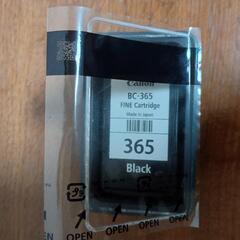 Canon
BC-365
FINE Cartridge
Made in Japan
365
Black
OPEN
OPEN
OPEN
OPEN